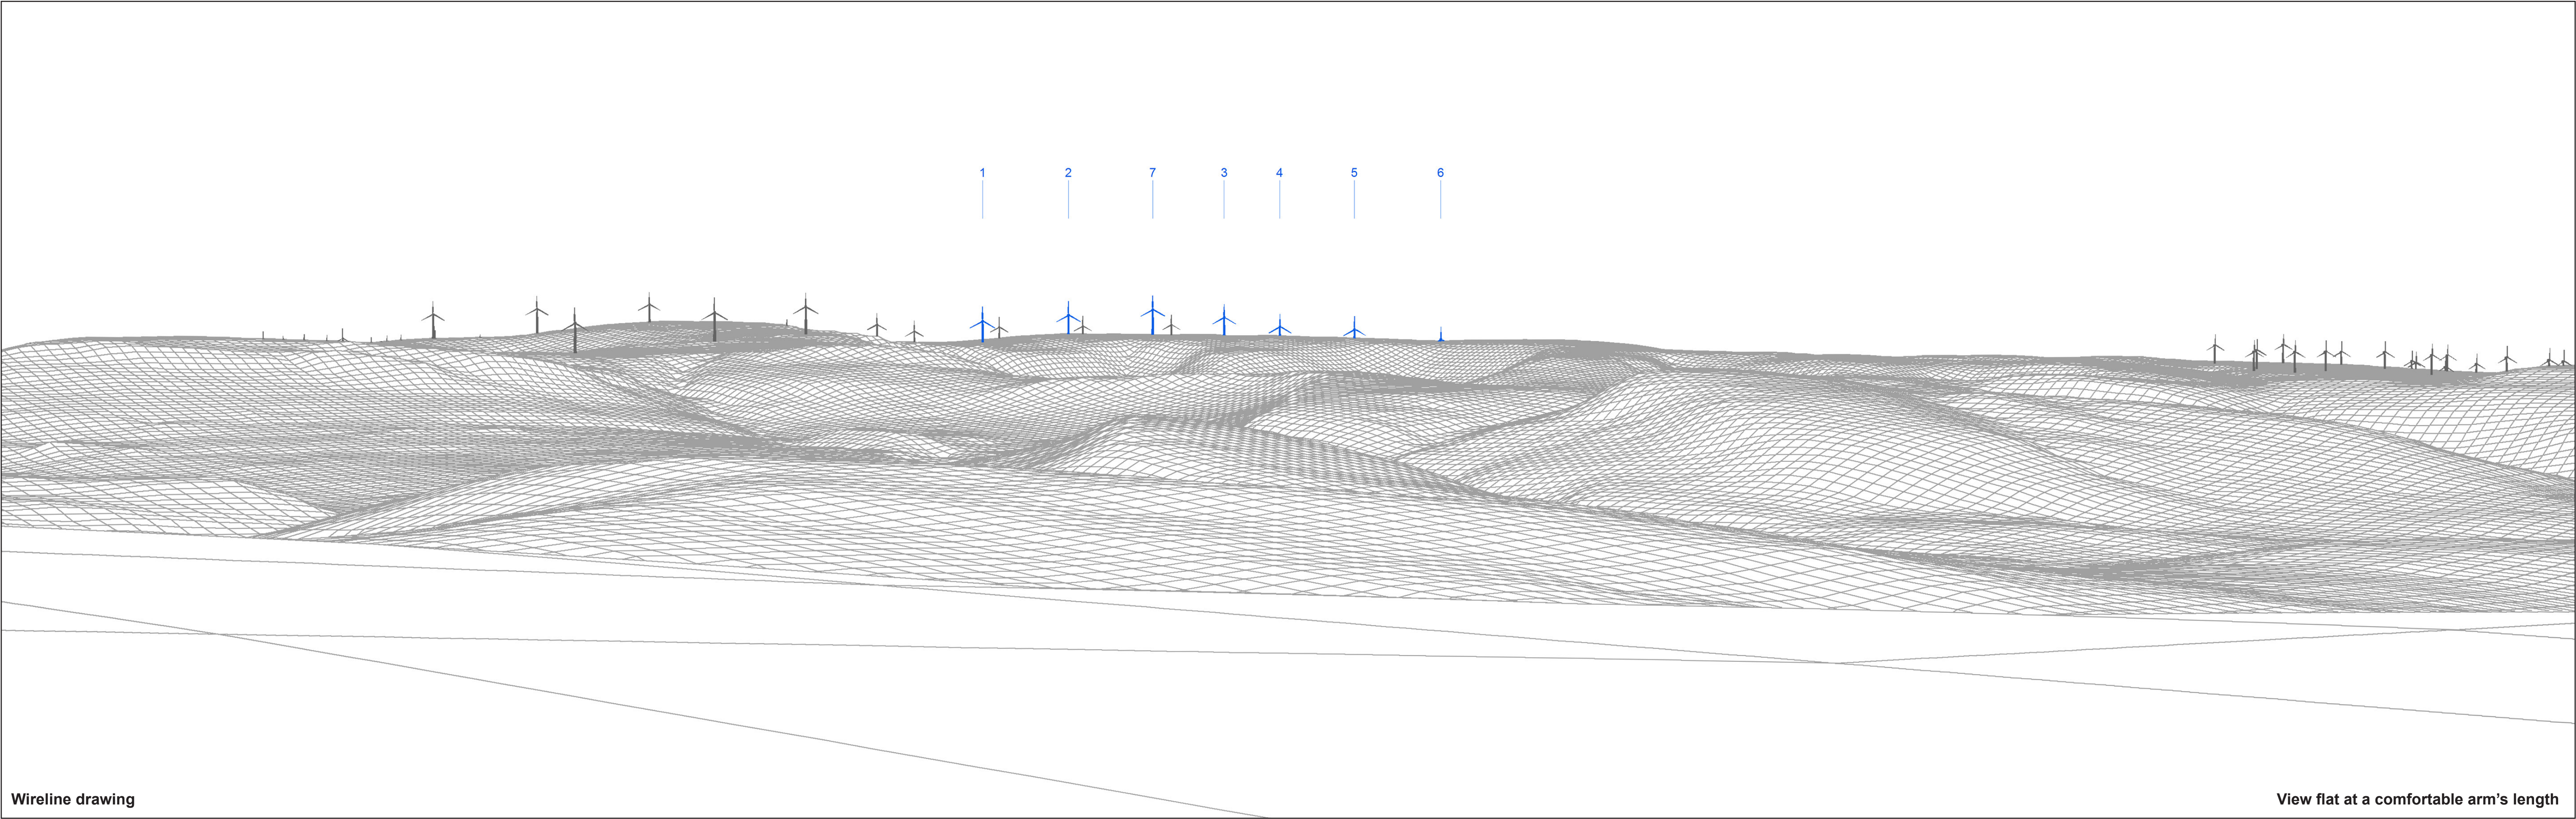 1 2 7 3 4 5 6
Wireline drawing
View flat at a comfortable arm’s length